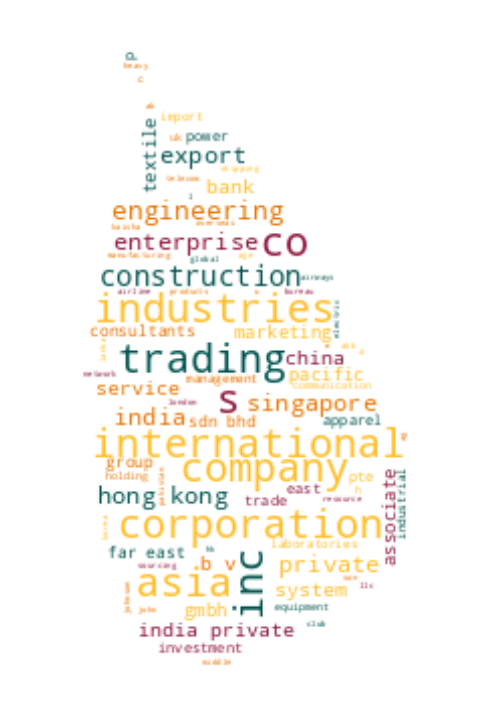 p
heavy
c
import
uk power
textile
export
shipping
telecom
bank
engineering
overseas
enterprise co
manufacturing
global
construction
airways
airline products bureau
industries
electric
consultants marketing
trading china
network
management pacific
communication
service
london
s singapore
india sdn bhd apparel
international
group company
holding
pakistan
pte
h
hong kong trade east resource
industrial
associate
corporation
far east laboratories
sourcing
.b v private
asia inc system
llc
gmbh equipment
john
club
india private
investment
middle